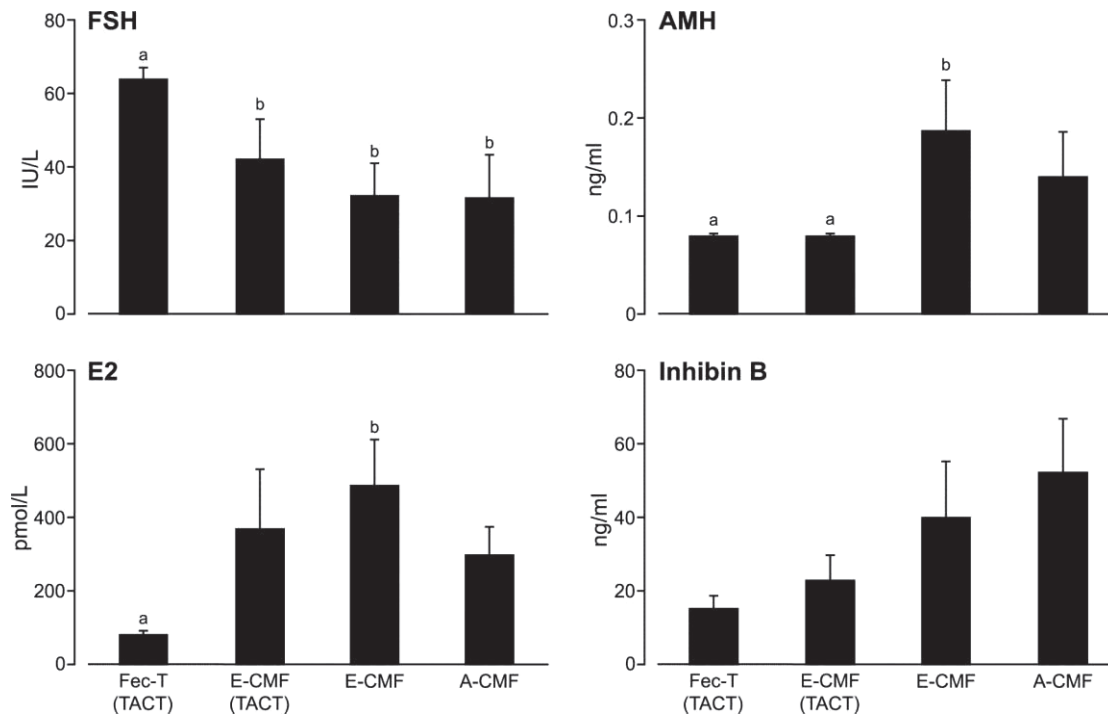 FSH
80
60
40
20
0
IU/L
a
b
b
b
AMH
0.3
0.2
0.1
0
ng/ml
a
a
b
E2
800
600
400
200
0
pmol/L
a
b
Fec-T
(TACT)
E-CMF
(TACT)
E-CMF
A-CMF
Inhibin B
80
60
40
20
0
ng/ml
Fec-T
(TACT)
E-CMF
(TACT)
E-CMF
A-CMF